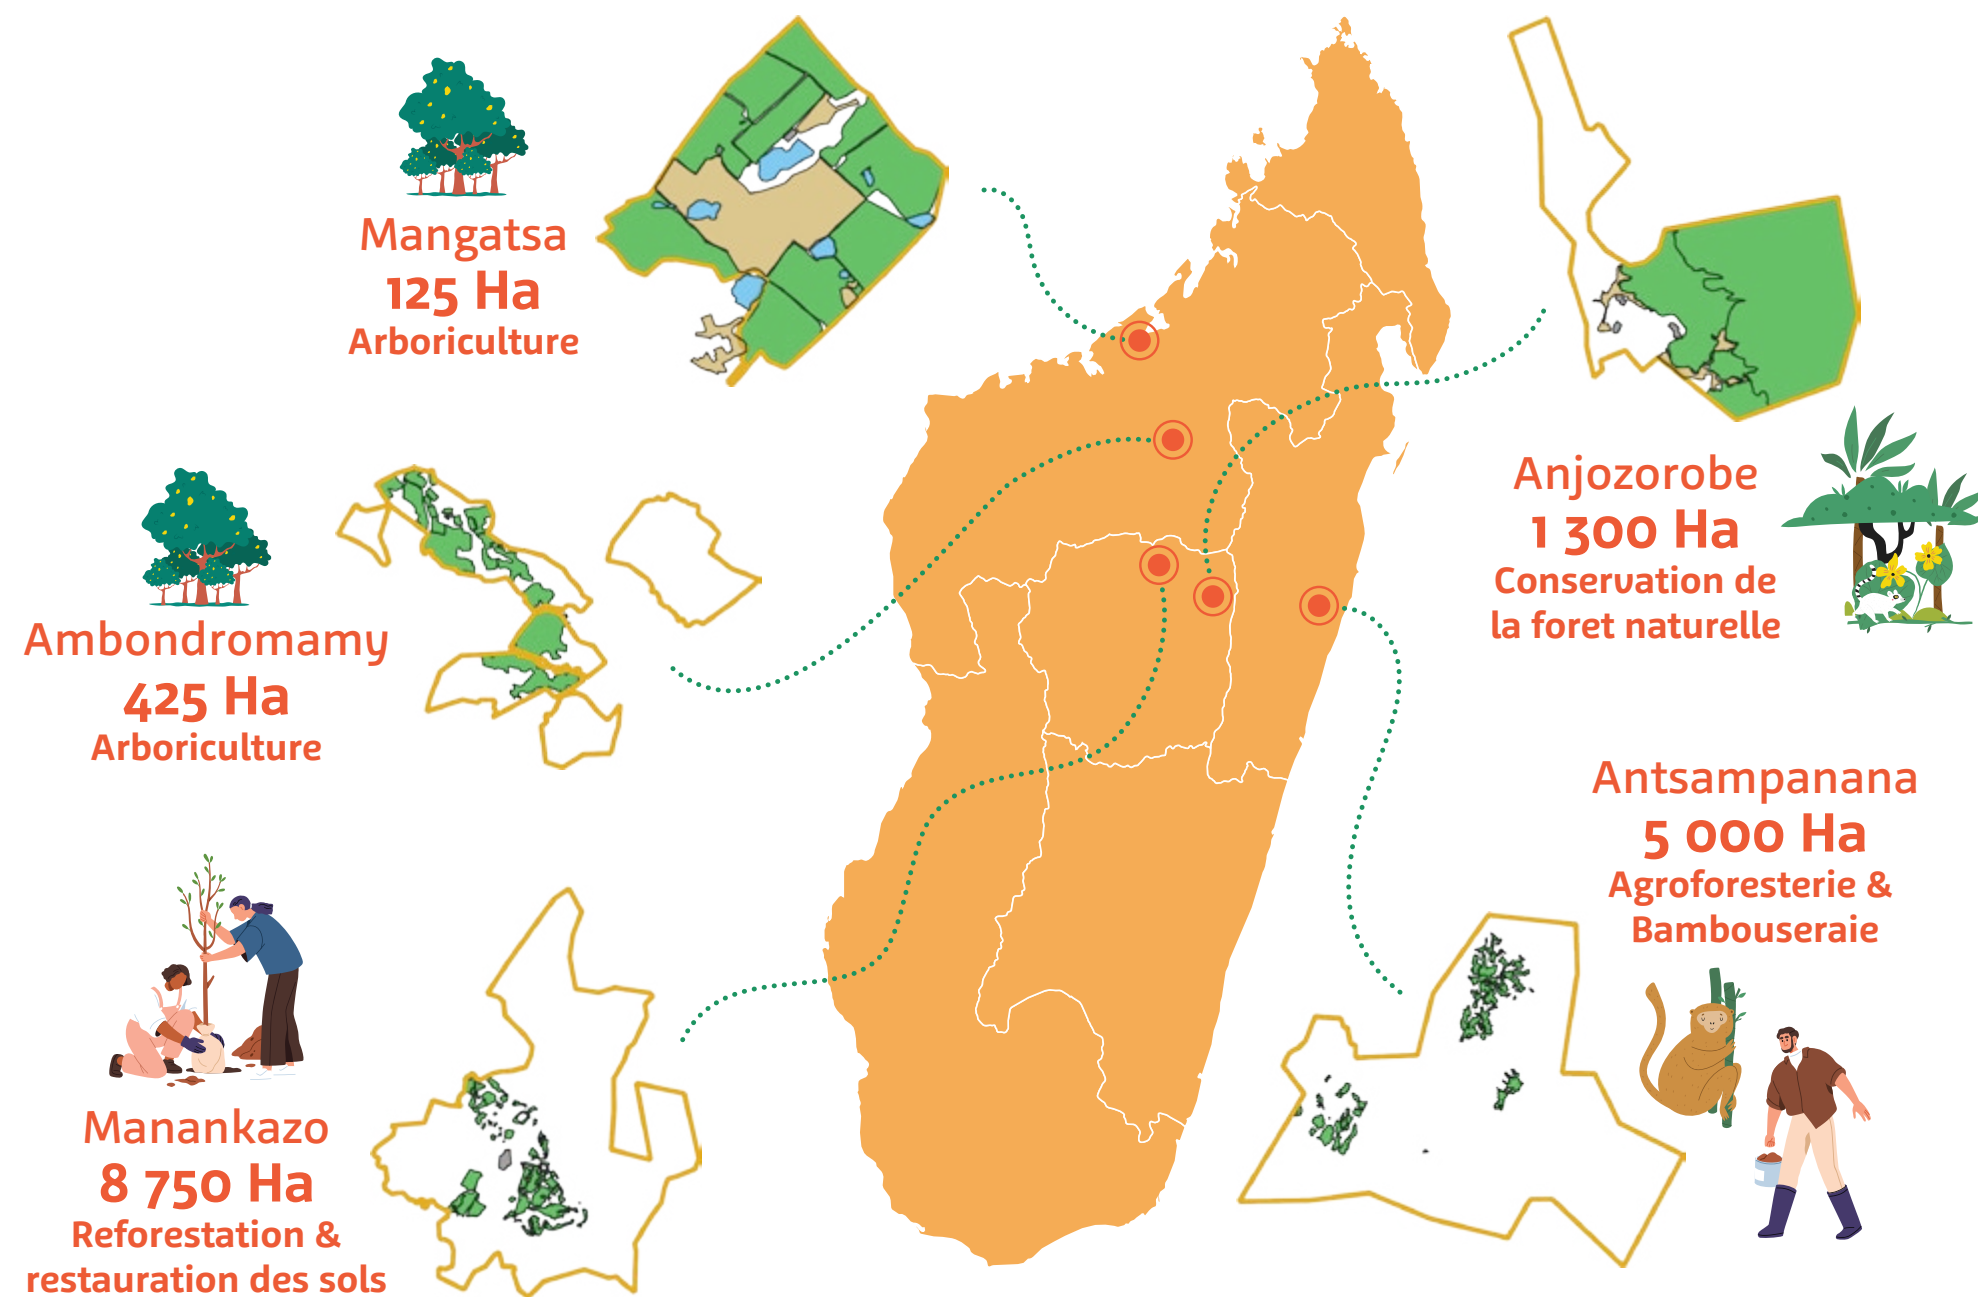 Mangatsa
125 Ha
Arboriculture
Ambondromamy
425 Ha
Arboriculture
Manankazo
8 750 Ha
Reforestation &
restauration des sols
Anjozorobe
1 300 Ha
Conservation de
la foret naturelle
Antsampanana
5 000 Ha
Agroforesterie &
Bambouseraie